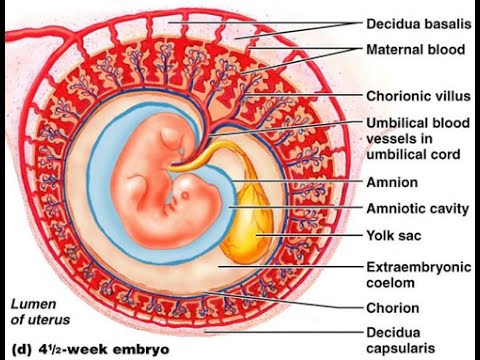 Decidua basalis
Maternal blood
Chorionic villus
Umbilical blood
vessels in
umbilical cord
Amnion
Amniotic cavity
Yolk sac
Extraembryonic
coelom
Chorion
Decidua
capsularis
Lumen
of uterus
(d) 4½-week embryo